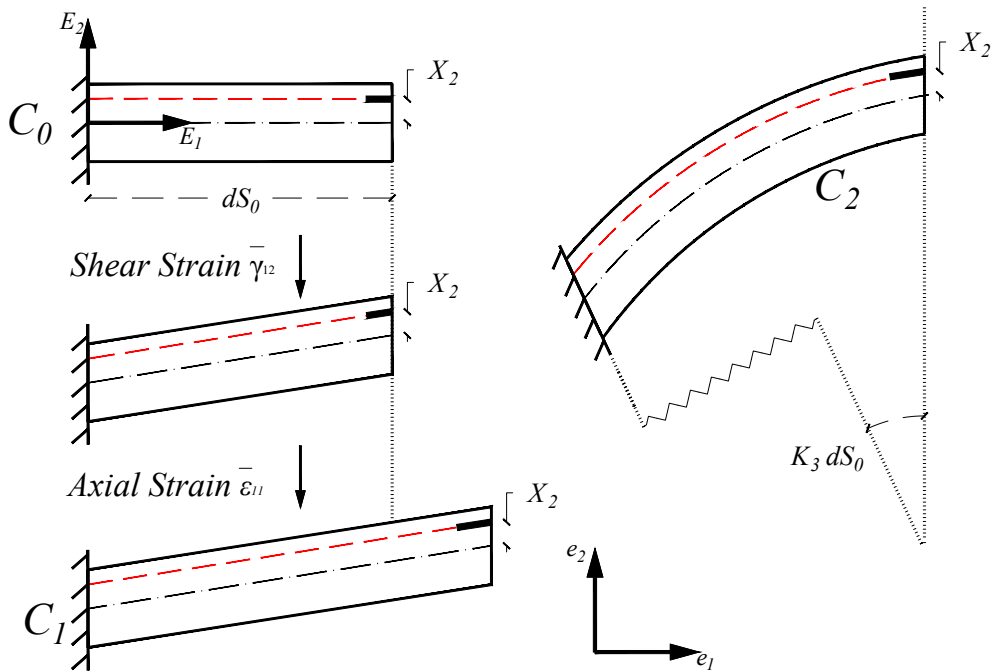 E₂
X₂
C₀
E₁
dS₀
Shear Strain γ̄₁₂
X₂
Axial Strain ε̄₁₁
X₂
C₁
X₂
C₂
K₃ dS₀
e₂
e₁